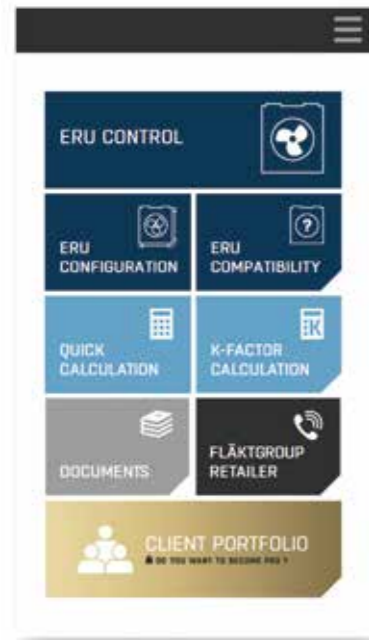 ERU CONTROL
ERU
CONFIGURATION
ERU
COMPATIBILITY
QUICK
CALCULATION
K
K-FACTOR
CALCULATION
DOCUMENTS
FLÄKTGROUP
RETAILER
CLIENT PORTFOLIO
DO YOU WANT TO BECOME PRO ?